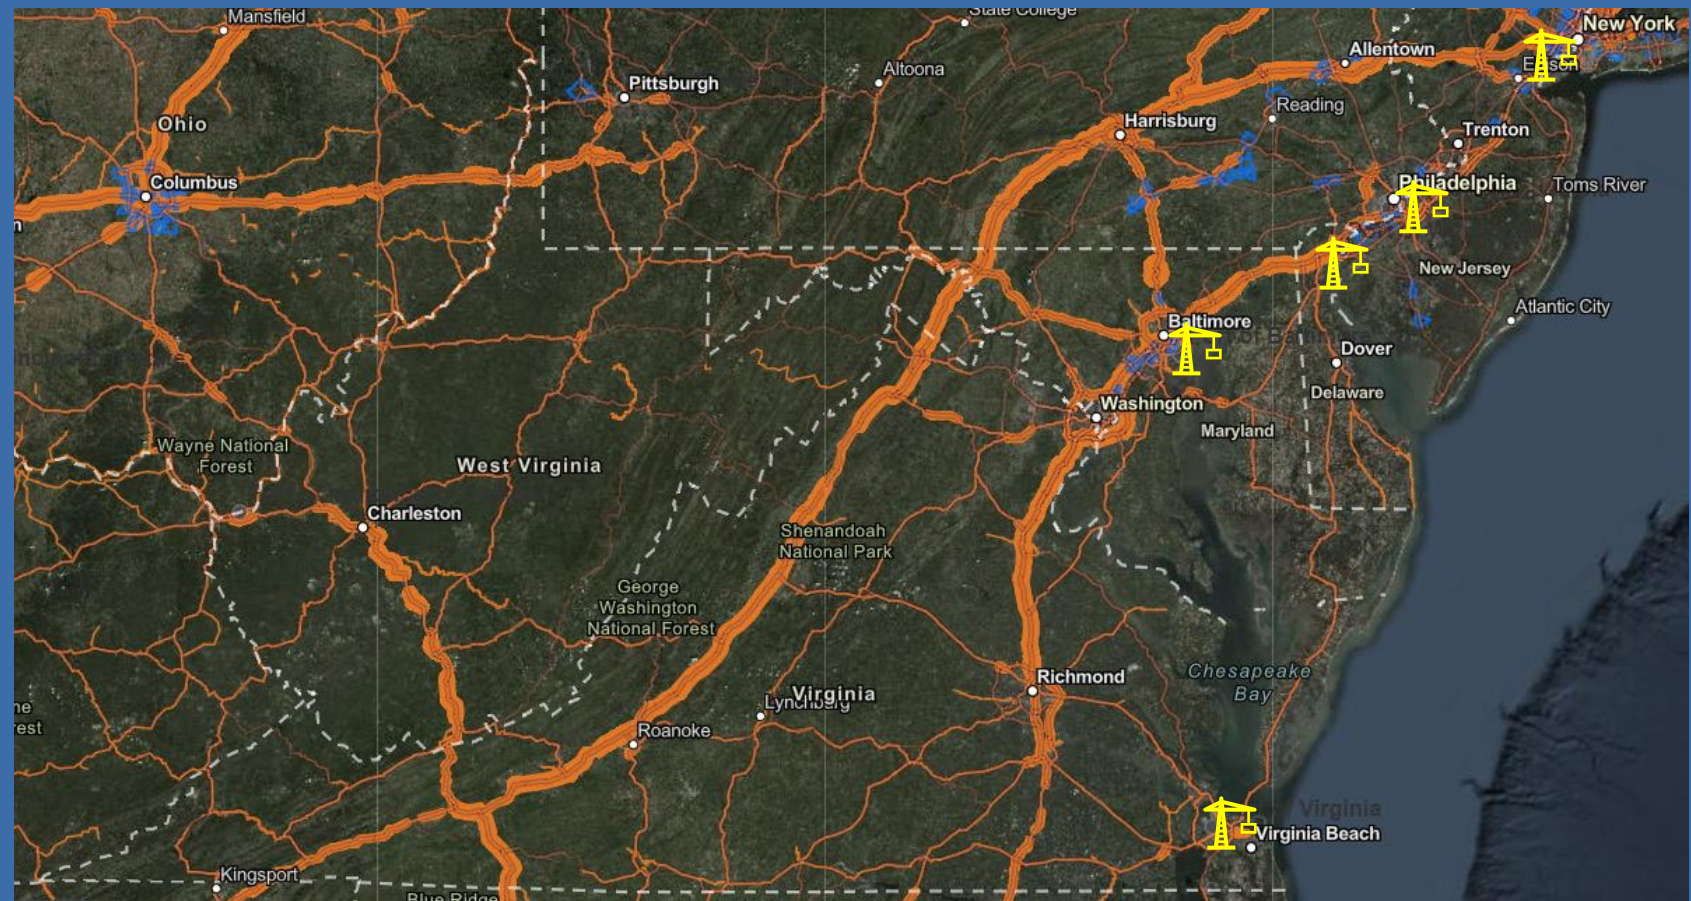 Mansfield
State College
New York
Allentown
Altoona
Pittsburgh
Edison
Reading
Harrisburg
Ohio
Trenton
Columbus
Philadelphia
Toms River
New Jersey
Atlantic City
Baltimore
Dover
Delaware
Washington
Maryland
Wayne National
Forest
West Virginia
Charleston
Shenandoah
National Park
George
Washington
National Forest
Chesapeake
Bay
Richmond
Virginia
Lynchburg
Roanoke
Virginia
Virginia Beach
Kingsport
Blue Ridge